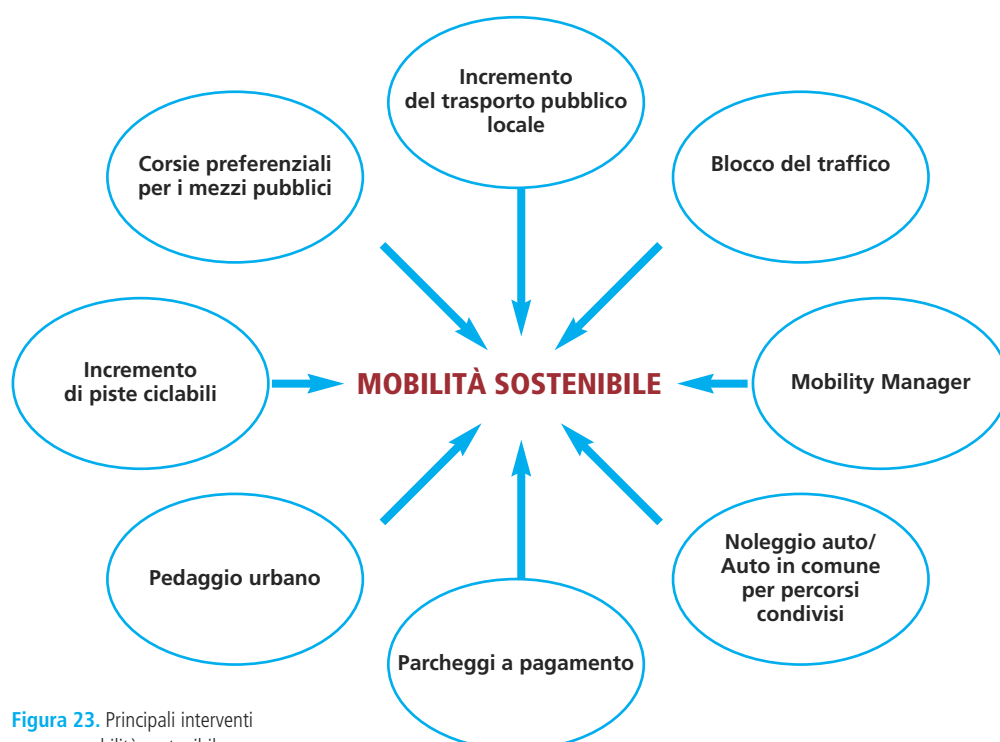 Incremento
del trasporto pubblico
locale
Corsie preferenziali
per i mezzi pubblici
Blocco del traffico
Incremento
di piste ciclabili
MOBILITÀ SOSTENIBILE
Mobility Manager
Pedaggio urbano
Noleggio auto/
Auto in comune
per percorsi
condivisi
Parcheggi a pagamento
Figura 23. Principali interventi